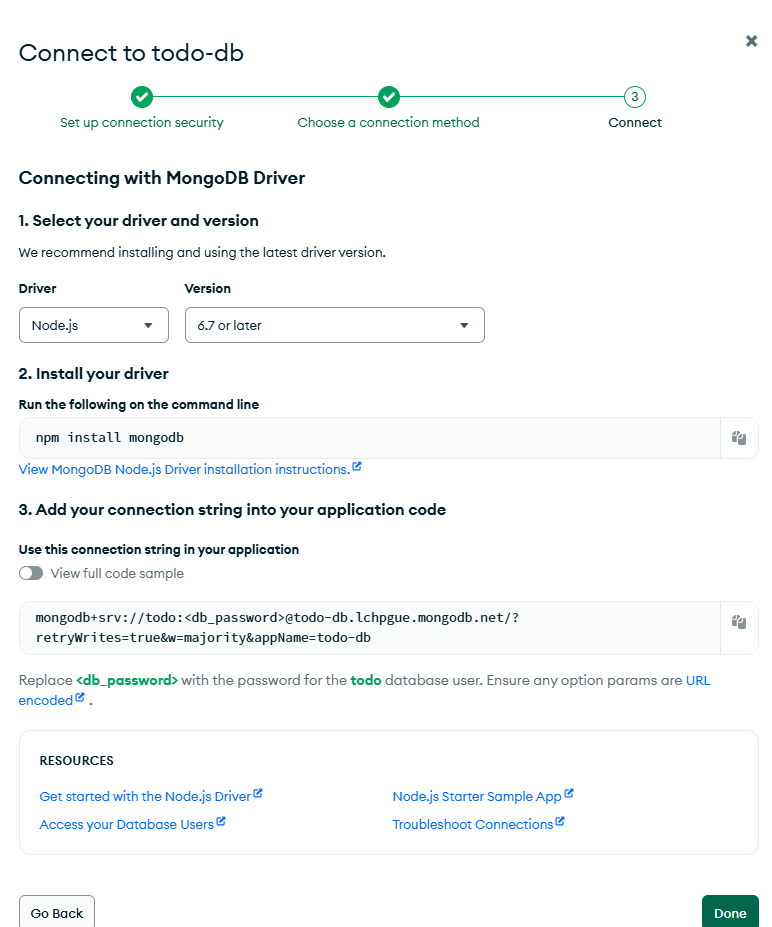 Connect to todo-db
3
Set up connection security
Choose a connection method
Connect
Connecting with MongoDB Driver
1. Select your driver and version
We recommend installing and using the latest driver version.
Driver
Version
Node.js
6.7 or later
2. Install your driver
Run the following on the command line
npm install mongodb
View MongoDB Node.js Driver installation instructions.
3. Add your connection string into your application code
Use this connection string in your application
View full code sample
mongodb+srv://todo:<db_password>@todo-db.lchpgue.mongodb.net/?
retryWrites=true&w=majority&appName=todo-db
Replace <db_password> with the password for the todo database user. Ensure any option params are URL
encoded .
RESOURCES
Get started with the Node.js Driver
Node.js Starter Sample App
Access your Database Users
Troubleshoot Connections
Go Back
Done